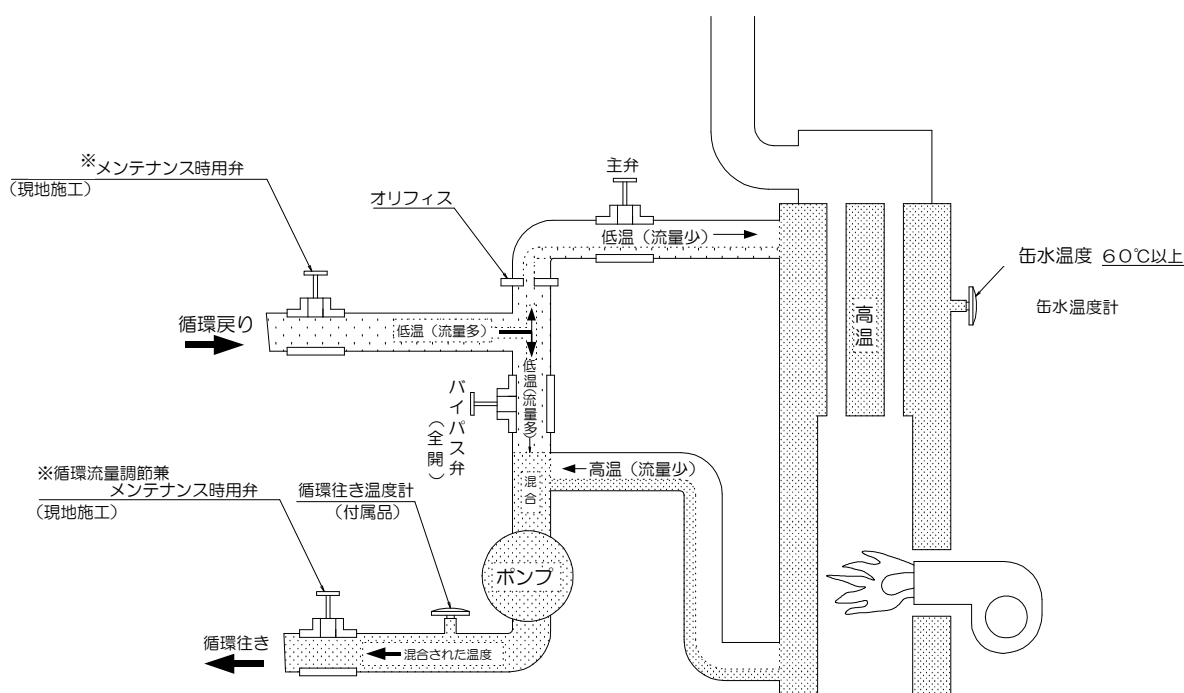 ※メンテナンス時用弁
(現地施工)
オリフィス
主弁
低温(流量少)
缶水温度 60℃以上
缶水温度計
高温
循環戻り
低温(流量多)
低温(流量多)
バイパス弁
(全開)
高温(流量少)
混合
※循環流量調節兼
メンテナンス時用弁
(現地施工)
循環往き温度計
(付属品)
ポンプ
循環往き
混合された温度